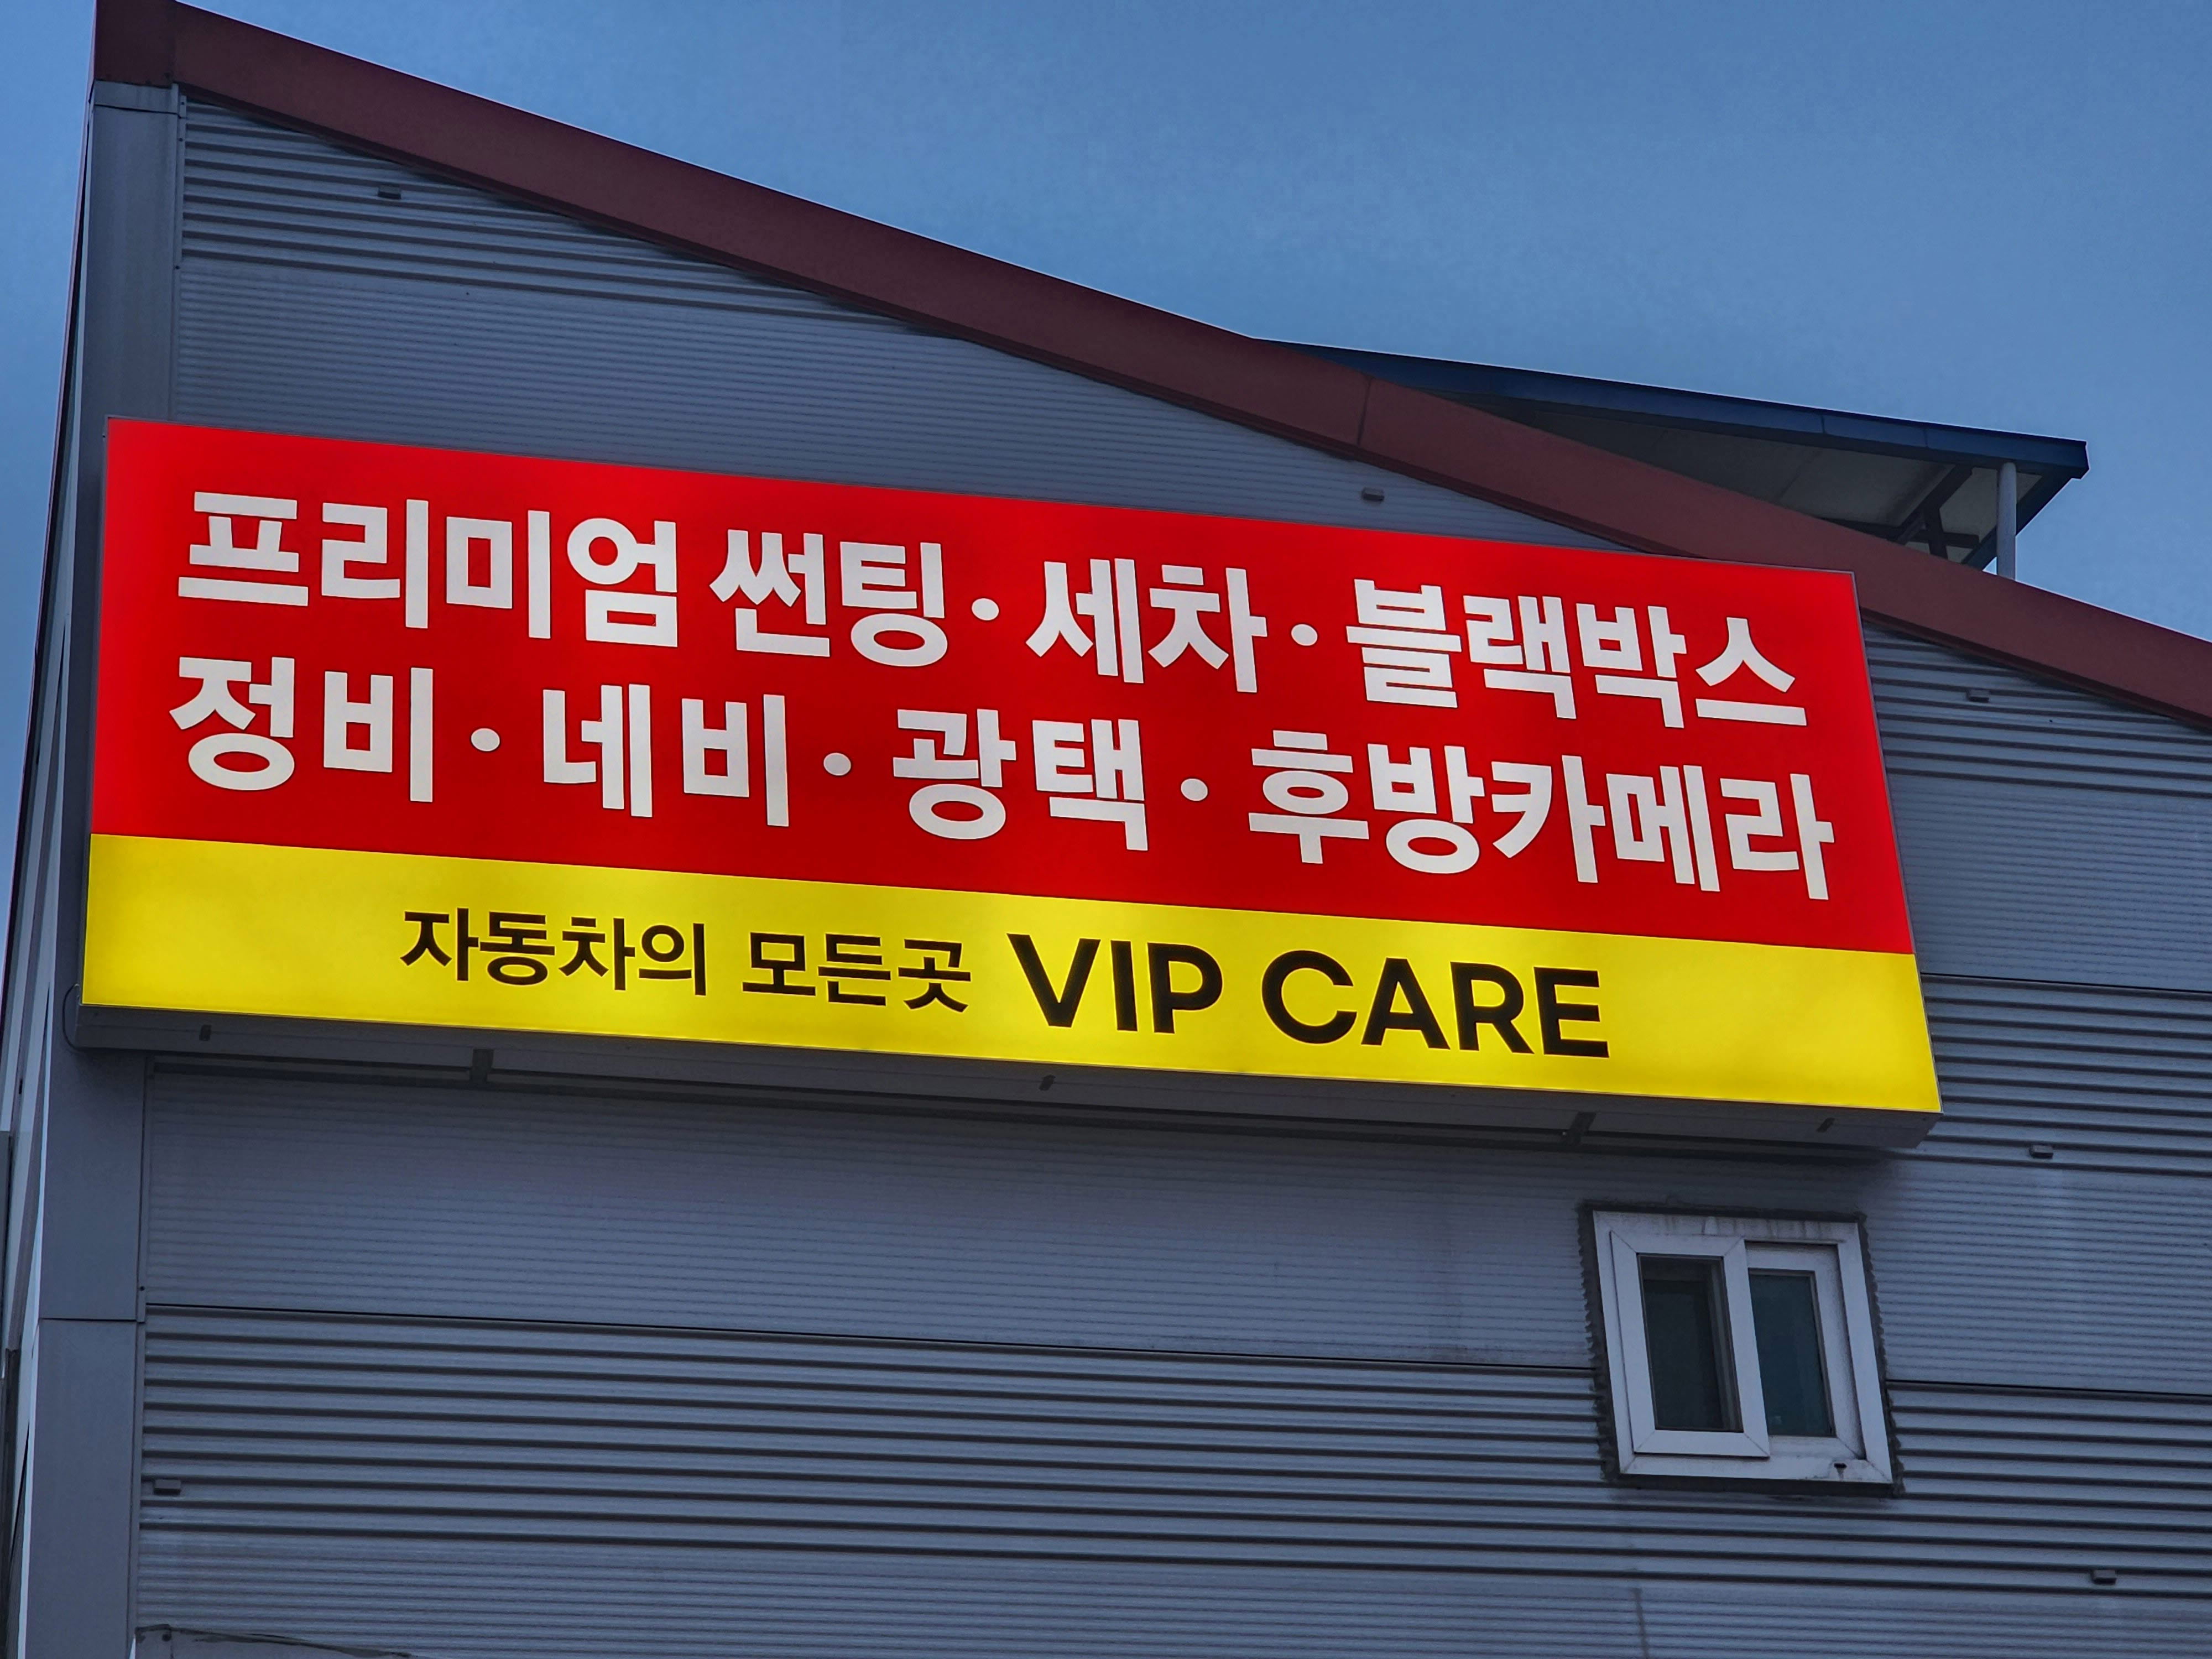 프리미엄 썬팅·세차·블랙박스
정비·네비·광택·후방카메라
자동차의 모든곳 VIP CARE